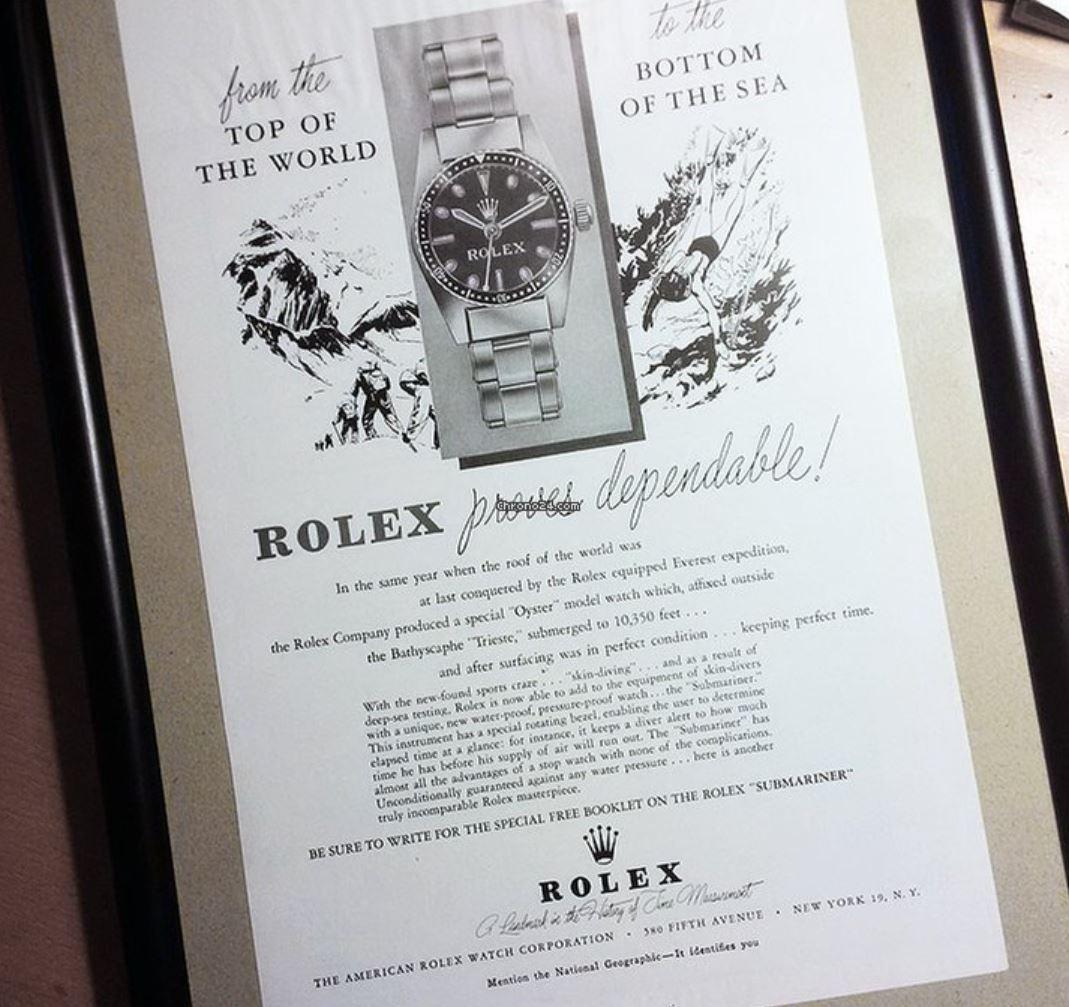 from the
TOP OF
THE WORLD
to the
BOTTOM
OF THE SEA
ROLEX
ROLEX proves dependable!
Chrono24.com
In the same year when the roof of the world was
at last conquered by the Rolex equipped Everest expedition,
the Rolex Company produced a special "Oyster" model watch which, affixed outside
the Bathyscaphe "Trieste," submerged to 10,350 feet . . .
and after surfacing was in perfect condition . . . keeping perfect time.
With the new-found sports craze . . . "skin-diving" . . . and as a result of
deep-sea testing, Rolex is now able to add to the equipment of skin-divers
with a unique, new water-proof, pressure-proof watch . . . the "Submariner."
This instrument has a special rotating bezel, enabling the user to determine
elapsed time at a glance: for instance, it keeps a diver alert to how much
time he has before his supply of air will run out. The "Submariner" has
almost all the advantages of a stop watch with none of the complications.
Unconditionally guaranteed against any water pressure . . . here is another
truly incomparable Rolex masterpiece.
BE SURE TO WRITE FOR THE SPECIAL FREE BOOKLET ON THE ROLEX "SUBMARINER"
ROLEX
A Landmark in the History of Time Measurement
THE AMERICAN ROLEX WATCH CORPORATION • 580 FIFTH AVENUE • NEW YORK 19, N. Y.
Mention the National Geographic—It identifies you